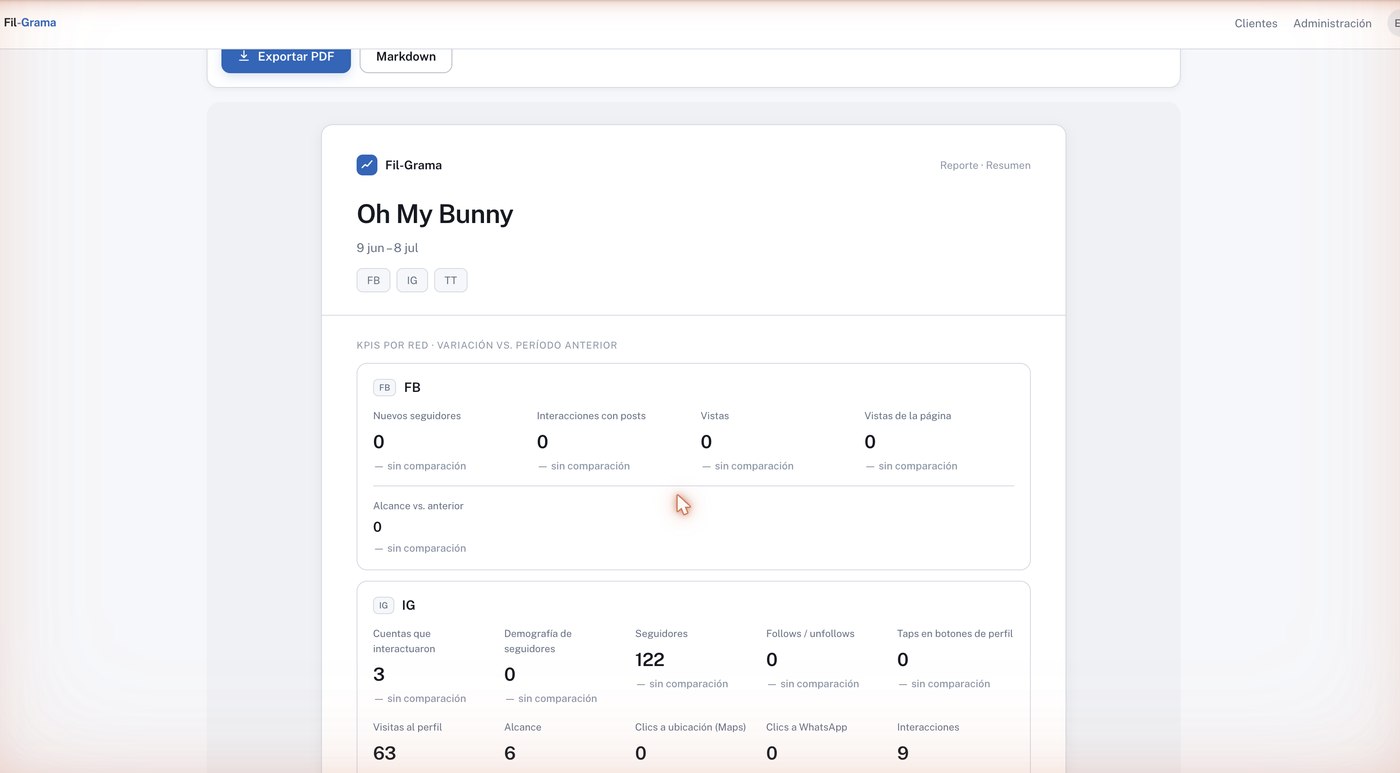 Fil-Grama
Clientes Administración E
Exportar PDF Markdown
Fil-Grama
Reporte · Resumen
Oh My Bunny
9 jun – 8 jul
FB IG TT
KPIS POR RED · VARIACIÓN VS. PERÍODO ANTERIOR
FB FB
Nuevos seguidores Interacciones con posts Vistas Vistas de la página
0 0 0 0
— sin comparación — sin comparación — sin comparación — sin comparación
Alcance vs. anterior
0
— sin comparación
IG IG
Cuentas que interactuaron
3
— sin comparación
Demografía de seguidores
0
— sin comparación
Seguidores
122
— sin comparación
Follows / unfollows
0
— sin comparación
Taps en botones de perfil
0
— sin comparación
Visitas al perfil Alcance Clics a ubicación (Maps) Clics a WhatsApp Interacciones
63 6 0 0 9